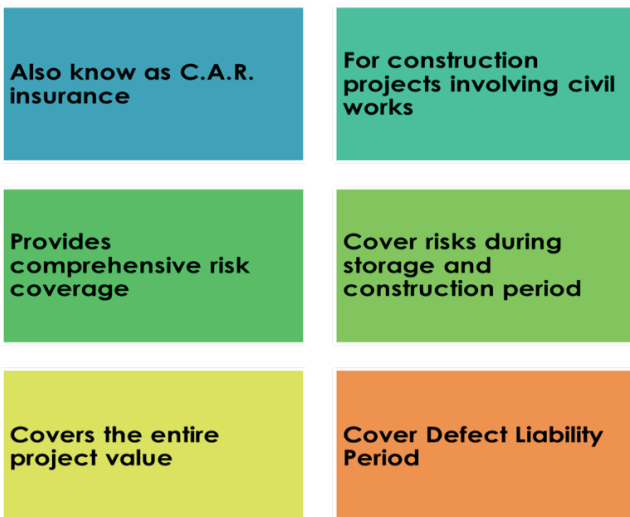 Also know as C.A.R.
insurance
For construction
projects involving civil
works
Provides
comprehensive risk
coverage
Cover risks during
storage and
construction period
Covers the entire
project value
Cover Defect Liability
Period